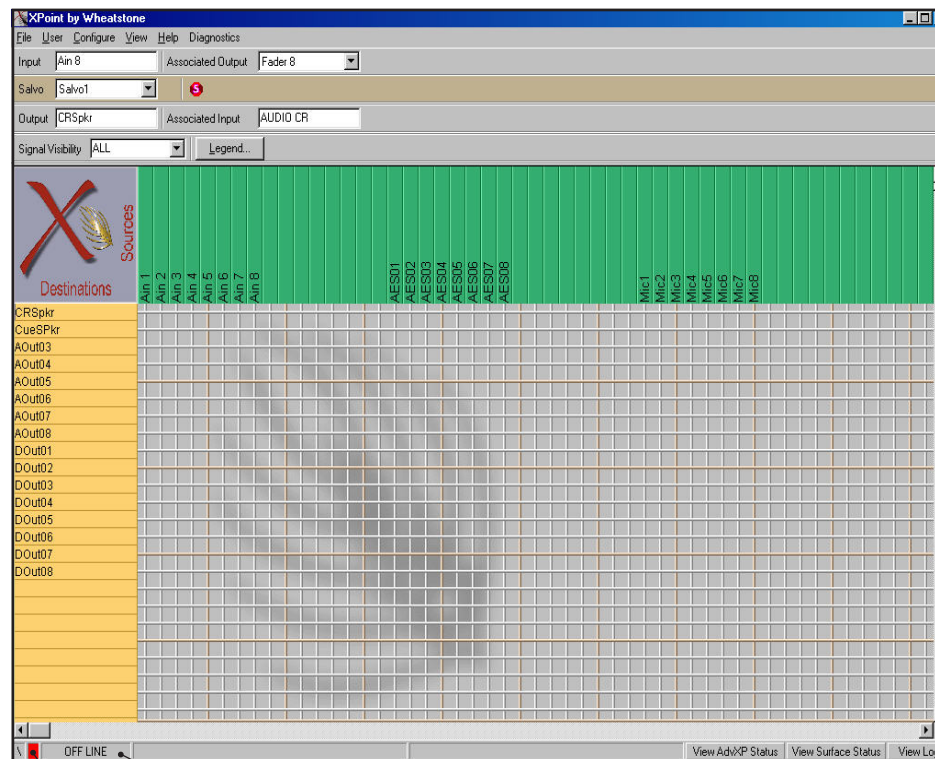 XPoint by Wheatstone
File User Configure View Help Diagnostics
Input Ain 8 Associated Output Fader 8
Salvo Salvo1 S
Output CRSpkr Associated Input AUDIO CR
Signal Visibility ALL Legend...
X
Sources
Destinations
Ain 1
Ain 2
Ain 3
Ain 4
Ain 5
Ain 6
Ain 7
Ain 8
AES01
AES02
AES03
AES04
AES05
AES06
AES07
AES08
Mic1
Mic2
Mic3
Mic4
Mic5
Mic6
Mic7
Mic8
CRSpkr
CueSPkr
AOut03
AOut04
AOut05
AOut06
AOut07
AOut08
DOut01
DOut02
DOut03
DOut04
DOut05
DOut06
DOut07
DOut08
\ OFF LINE View AdvXP Status View Surface Status View Lo